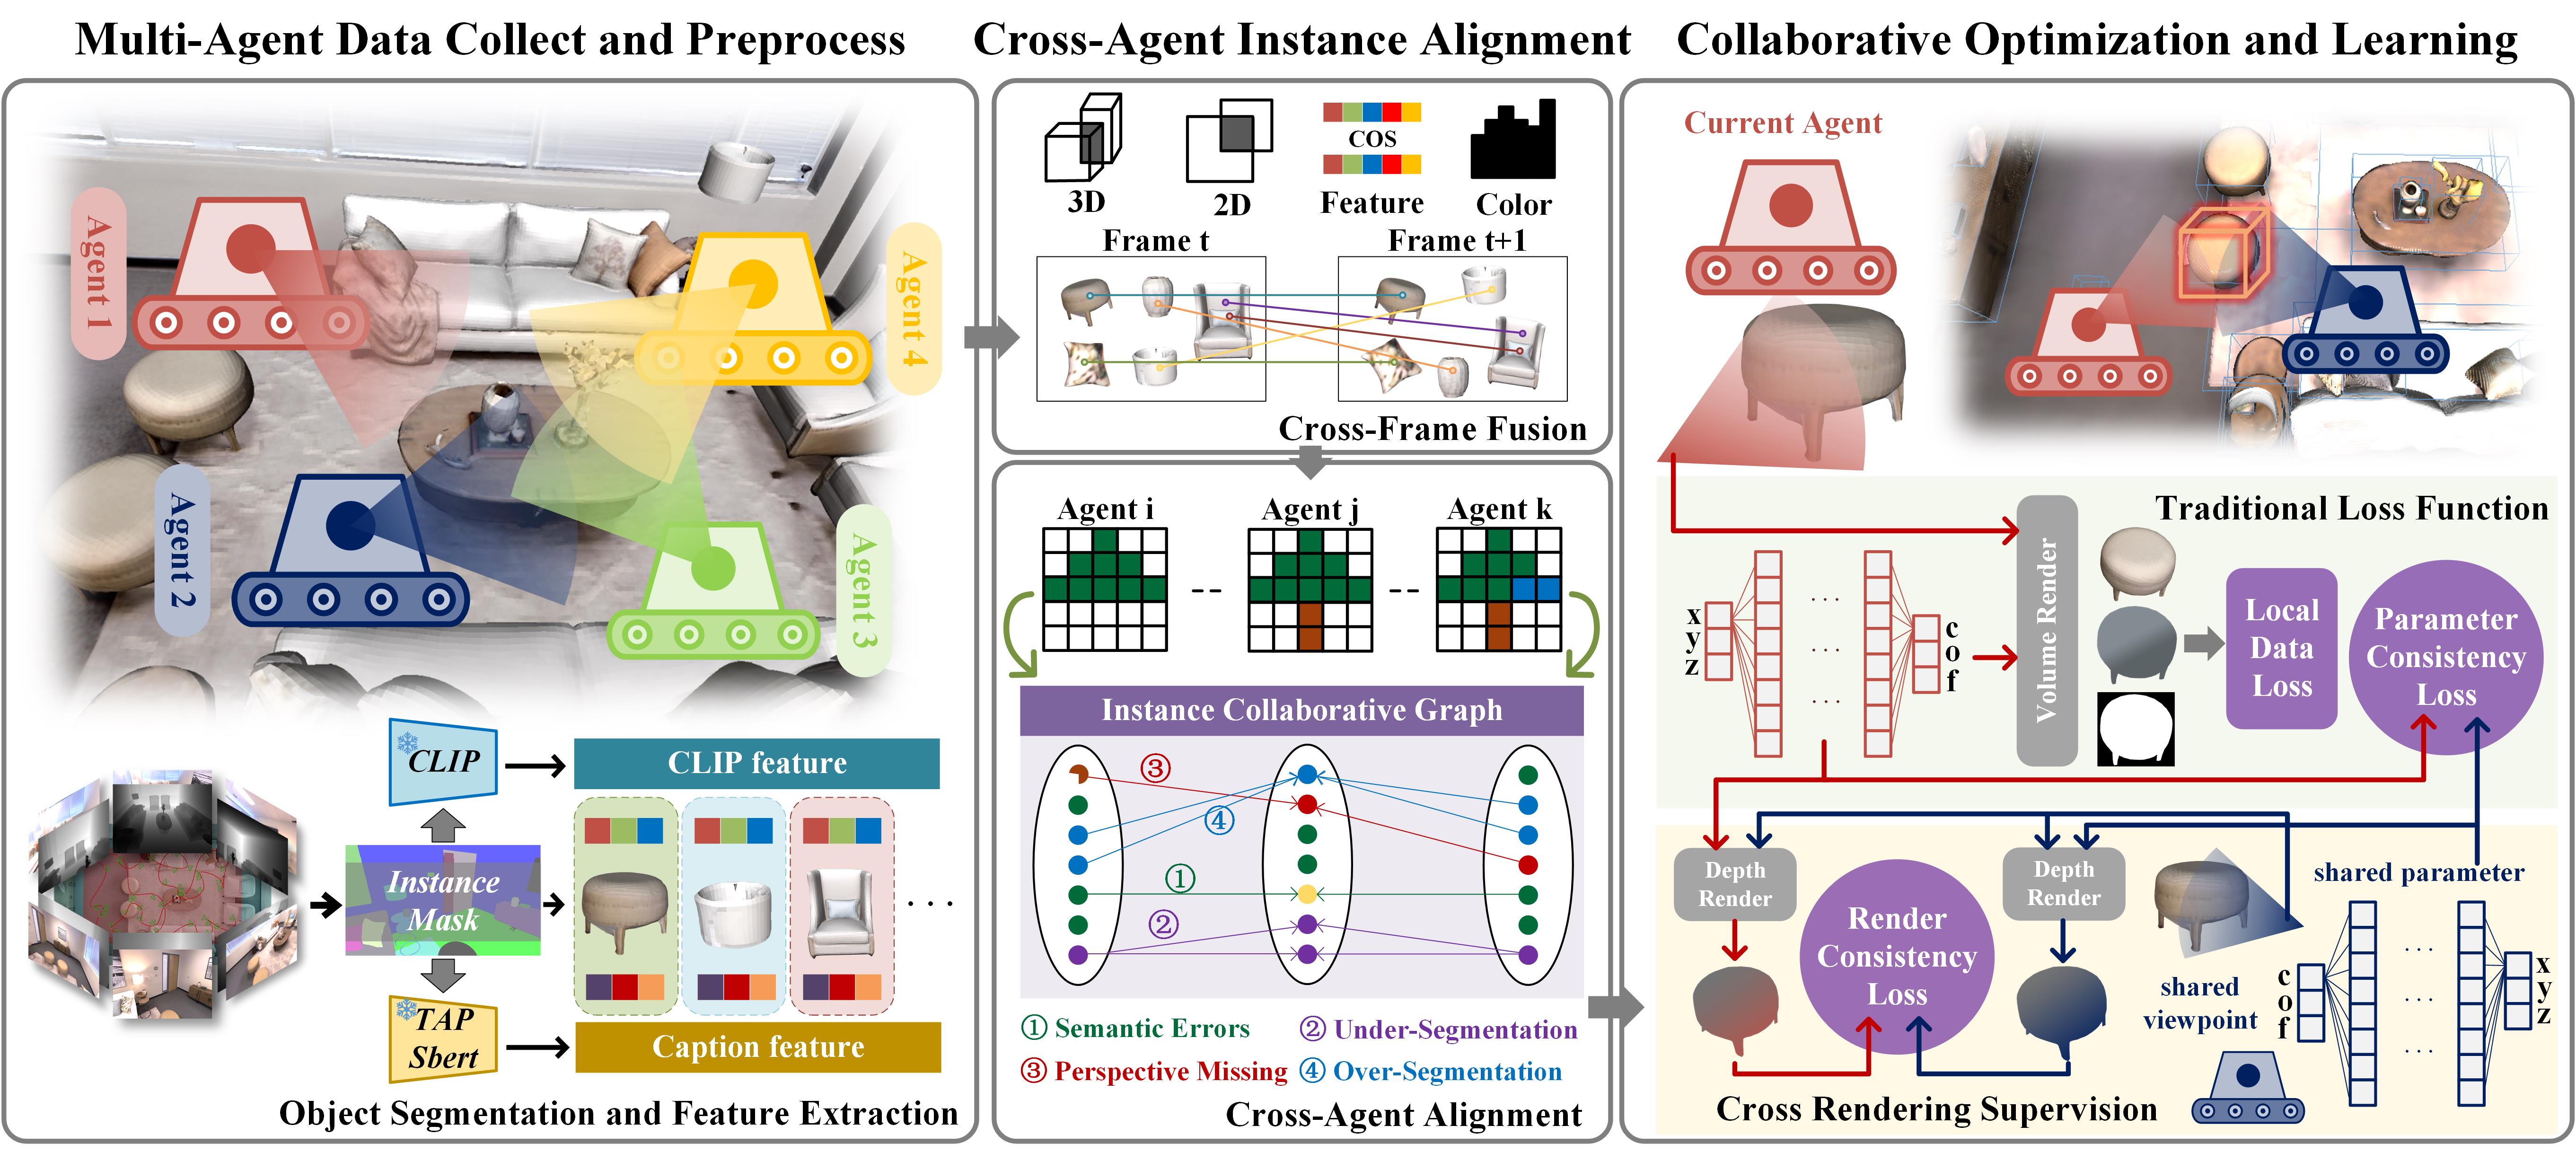 Multi-Agent Data Collect and Preprocess
Agent 1
Agent 4
Agent 2
Agent 3
CLIP
CLIP feature
Instance
Mask
. . .
TAP
Sbert
Caption feature
Object Segmentation and Feature Extraction
Cross-Agent Instance Alignment
COS
3D
2D
Feature
Color
Frame t
Frame t+1
Cross-Frame Fusion
Agent i
Agent j
Agent k
-- --
Instance Collaborative Graph
③
④
①
②
① Semantic Errors
② Under-Segmentation
③ Perspective Missing
④ Over-Segmentation
Cross-Agent Alignment
Collaborative Optimization and Learning
Current Agent
Traditional Loss Function
x
y
z
. . .
. . .
. . .
c
o
f
Volume Render
Local
Data
Loss
Parameter
Consistency
Loss
Depth
Render
Render
Consistency
Loss
Depth
Render
shared parameter
shared
viewpoint
c
o
f
. . .
. . .
. . .
x
y
z
Cross Rendering Supervision